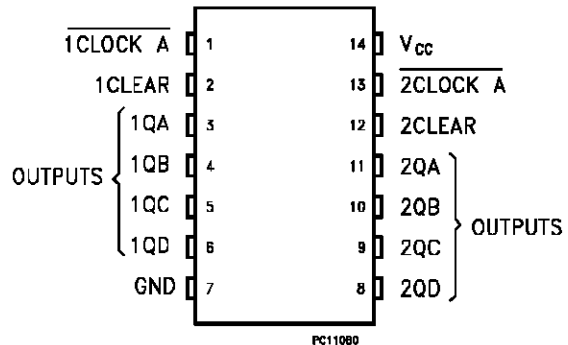 1CLOCK A 1 14 VCC
1CLEAR 2 13 2CLOCK A
1QA 3 12 2CLEAR
1QB 4 11 2QA
OUTPUTS
1QC 5 10 2QB
OUTPUTS
1QD 6 9 2QC
GND 7 8 2QD
PC11080